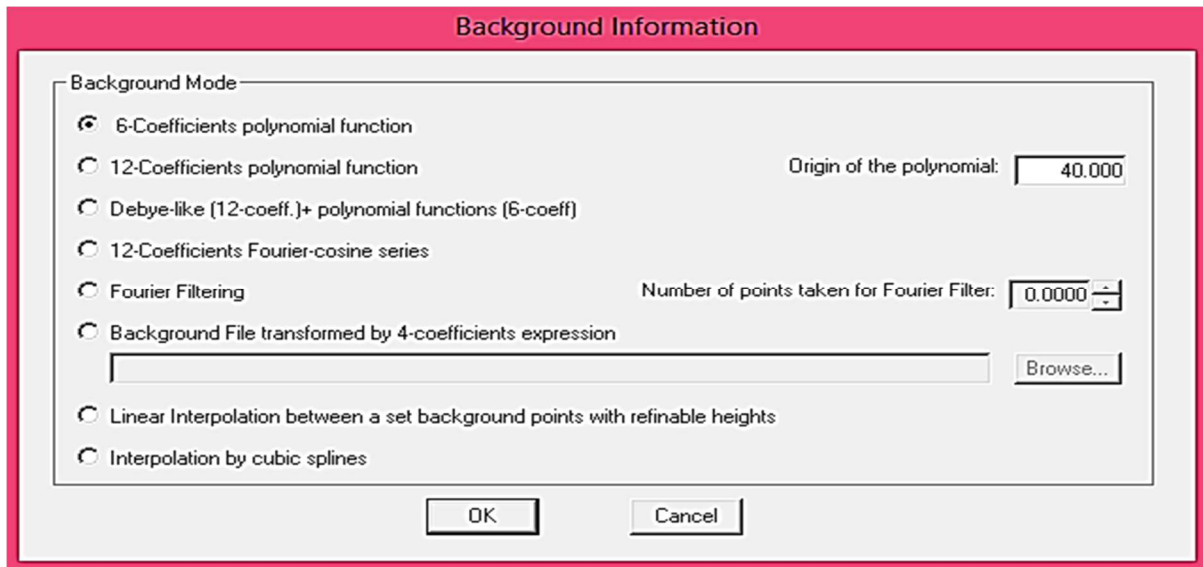 Background Information
Background Mode
6-Coefficients polynomial function
12-Coefficients polynomial function Origin of the polynomial: 40.000
Debye-like (12-coeff.)+ polynomial functions (6-coeff)
12-Coefficients Fourier-cosine series
Fourier Filtering Number of points taken for Fourier Filter: 0.0000
Background File transformed by 4-coefficients expression
Browse...
Linear Interpolation between a set background points with refinable heights
Interpolation by cubic splines
OK Cancel